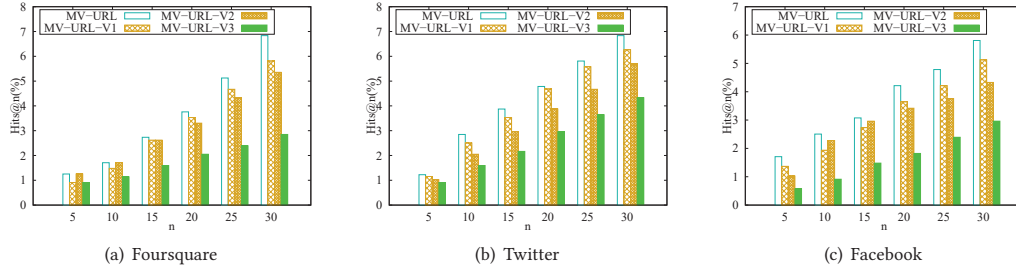 MV-URL MV-URL-V2
MV-URL-V1 MV-URL-V3
Hits@n(%)
8
7
6
5
4
3
2
1
0
5 10 15 20 25 30
n
(a) Foursquare
MV-URL MV-URL-V2
MV-URL-V1 MV-URL-V3
Hits@n(%)
8
7
6
5
4
3
2
1
0
5 10 15 20 25 30
n
(b) Twitter
MV-URL MV-URL-V2
MV-URL-V1 MV-URL-V3
Hits@n(%)
7
6
5
4
3
2
1
0
5 10 15 20 25 30
n
(c) Facebook